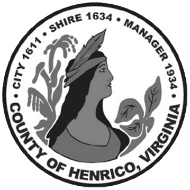 • CITY 1611 • SHIRE 1634 • MANAGER 1934 •
COUNTY OF HENRICO, VIRGINIA